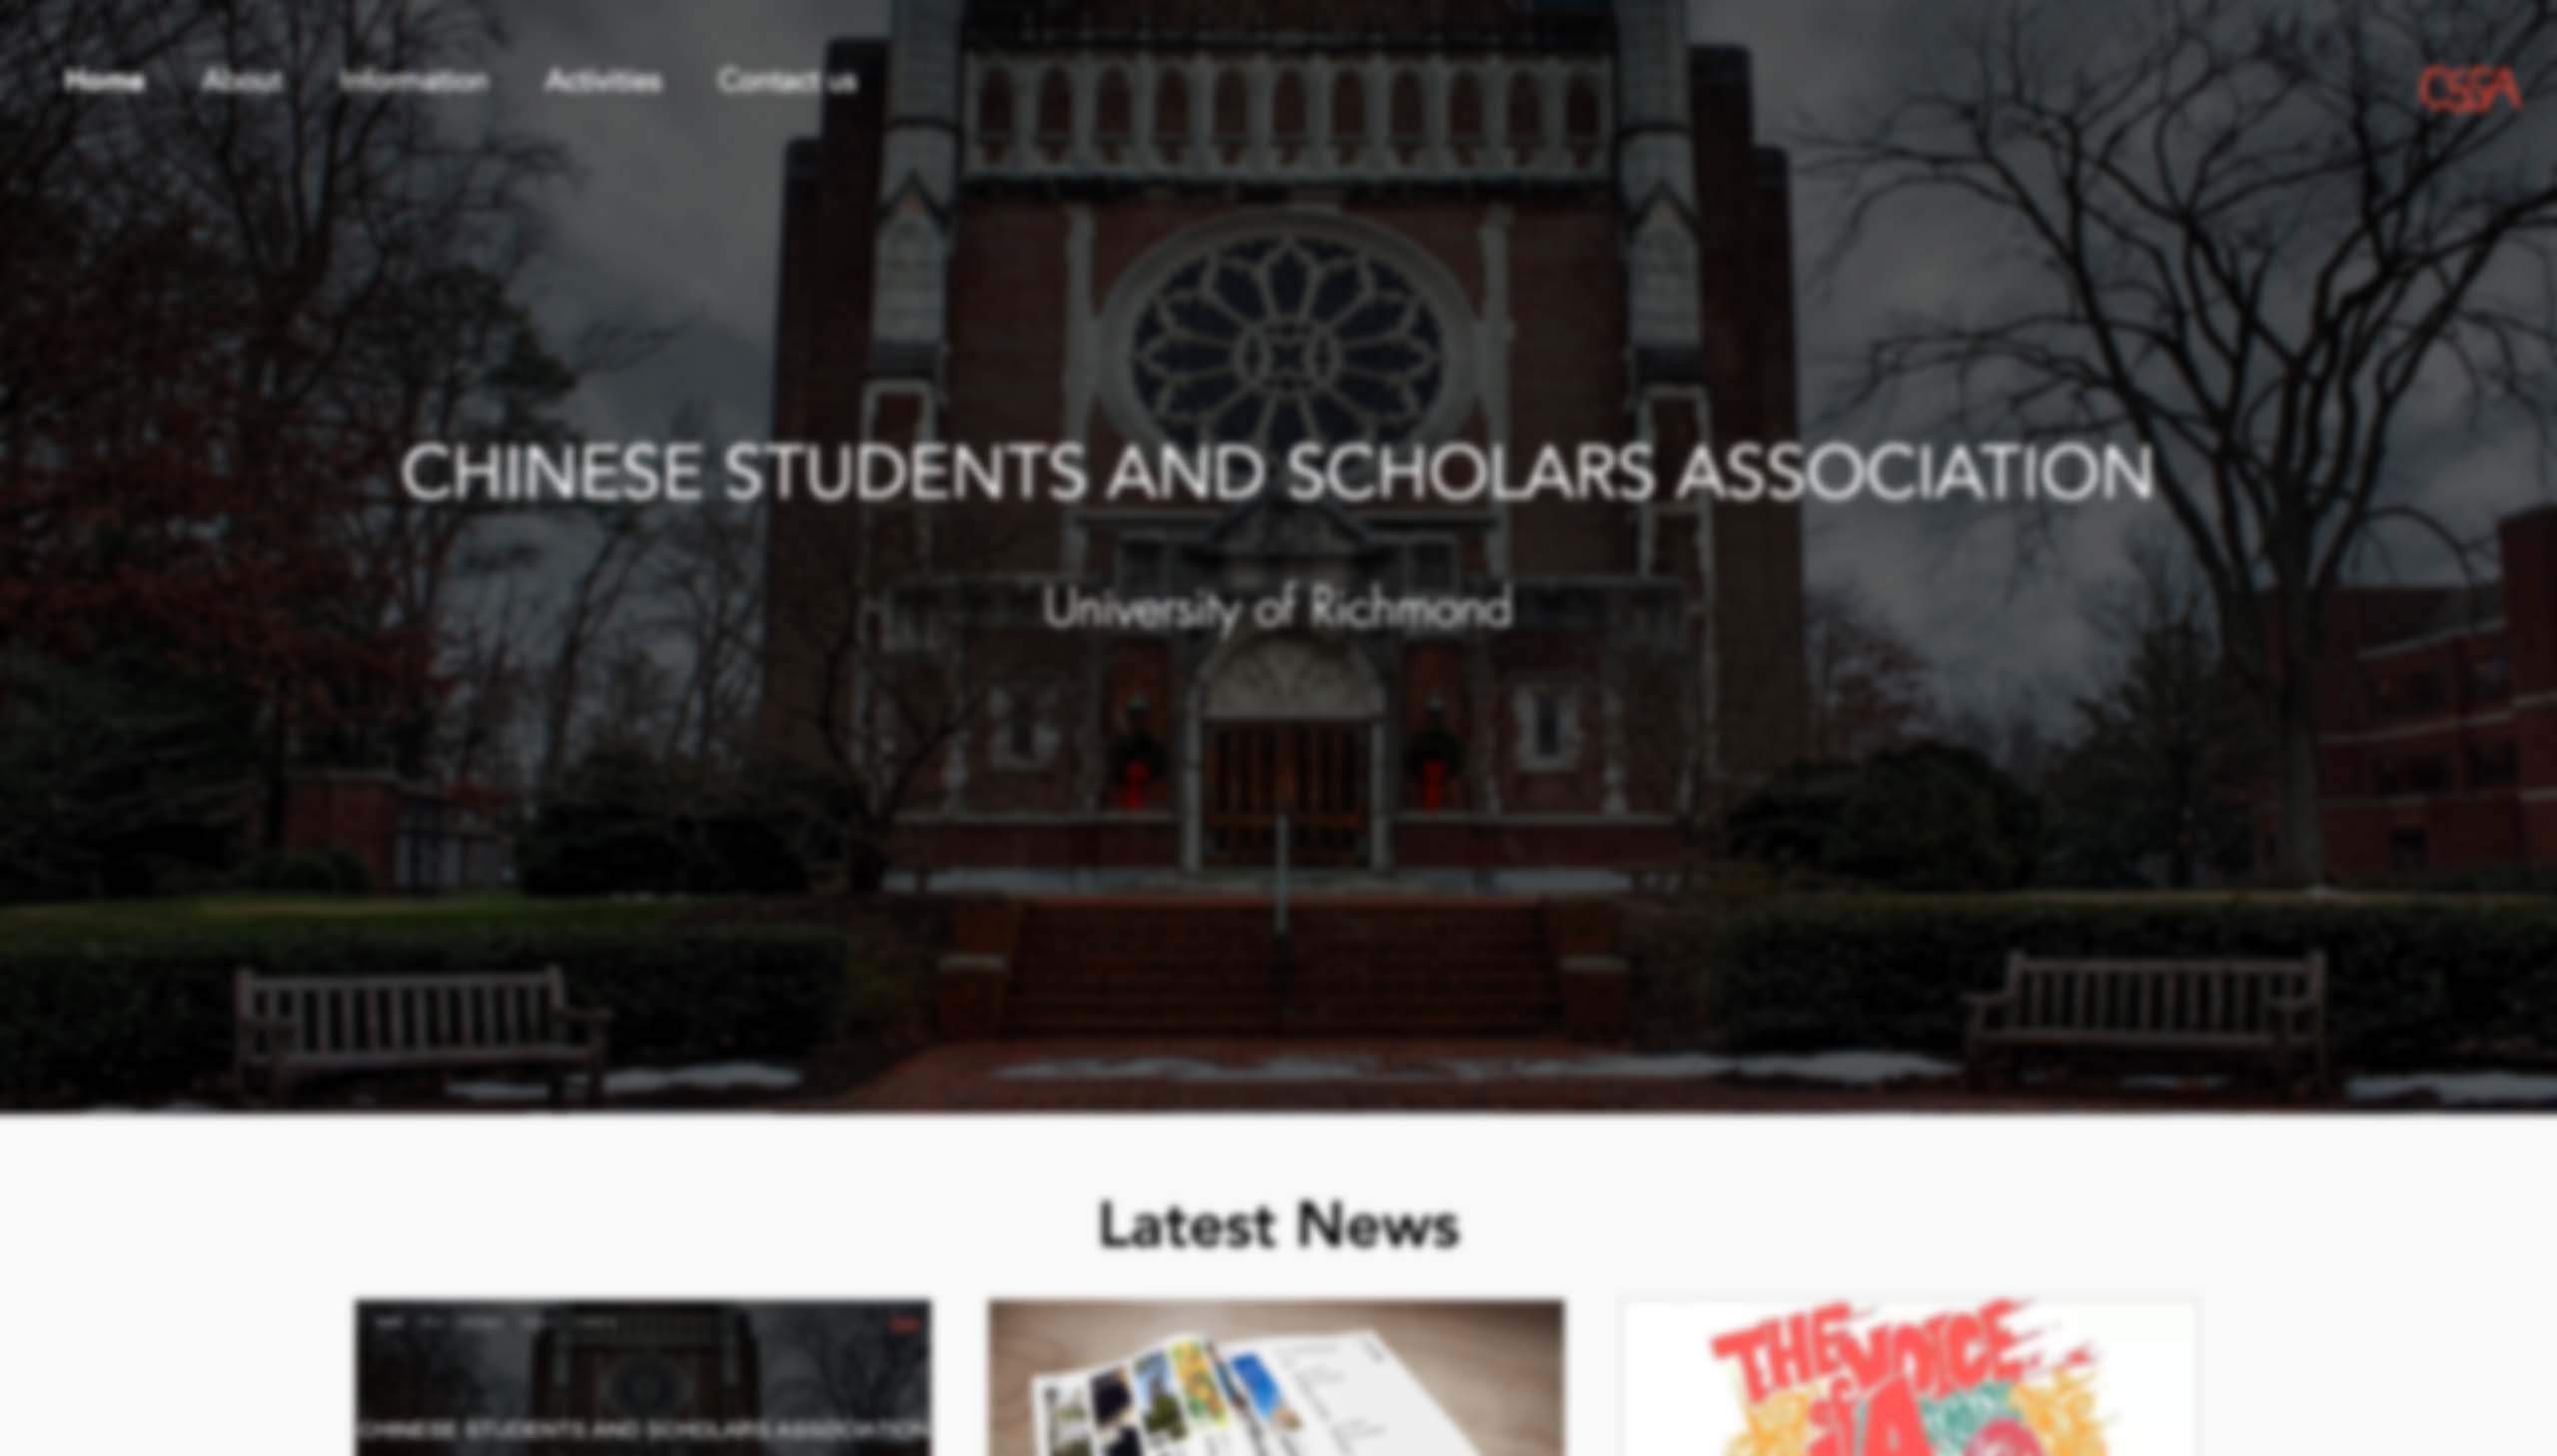 Home About Information Activities Contact us
CSSA
CHINESE STUDENTS AND SCHOLARS ASSOCIATION
University of Richmond
Latest News
CHINESE STUDENTS AND SCHOLARS ASSOCIATION
THE VOICE
of